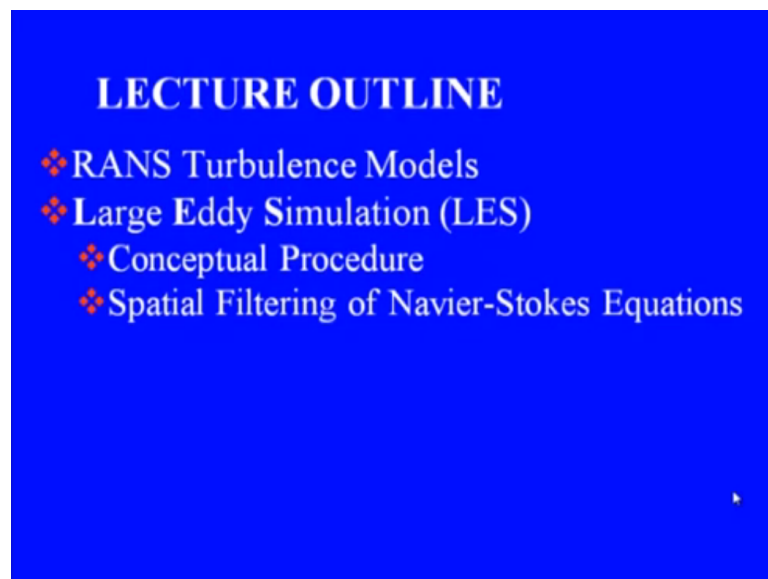 LECTURE OUTLINE
RANS Turbulence Models
Large Eddy Simulation (LES)
Conceptual Procedure
Spatial Filtering of Navier-Stokes Equations